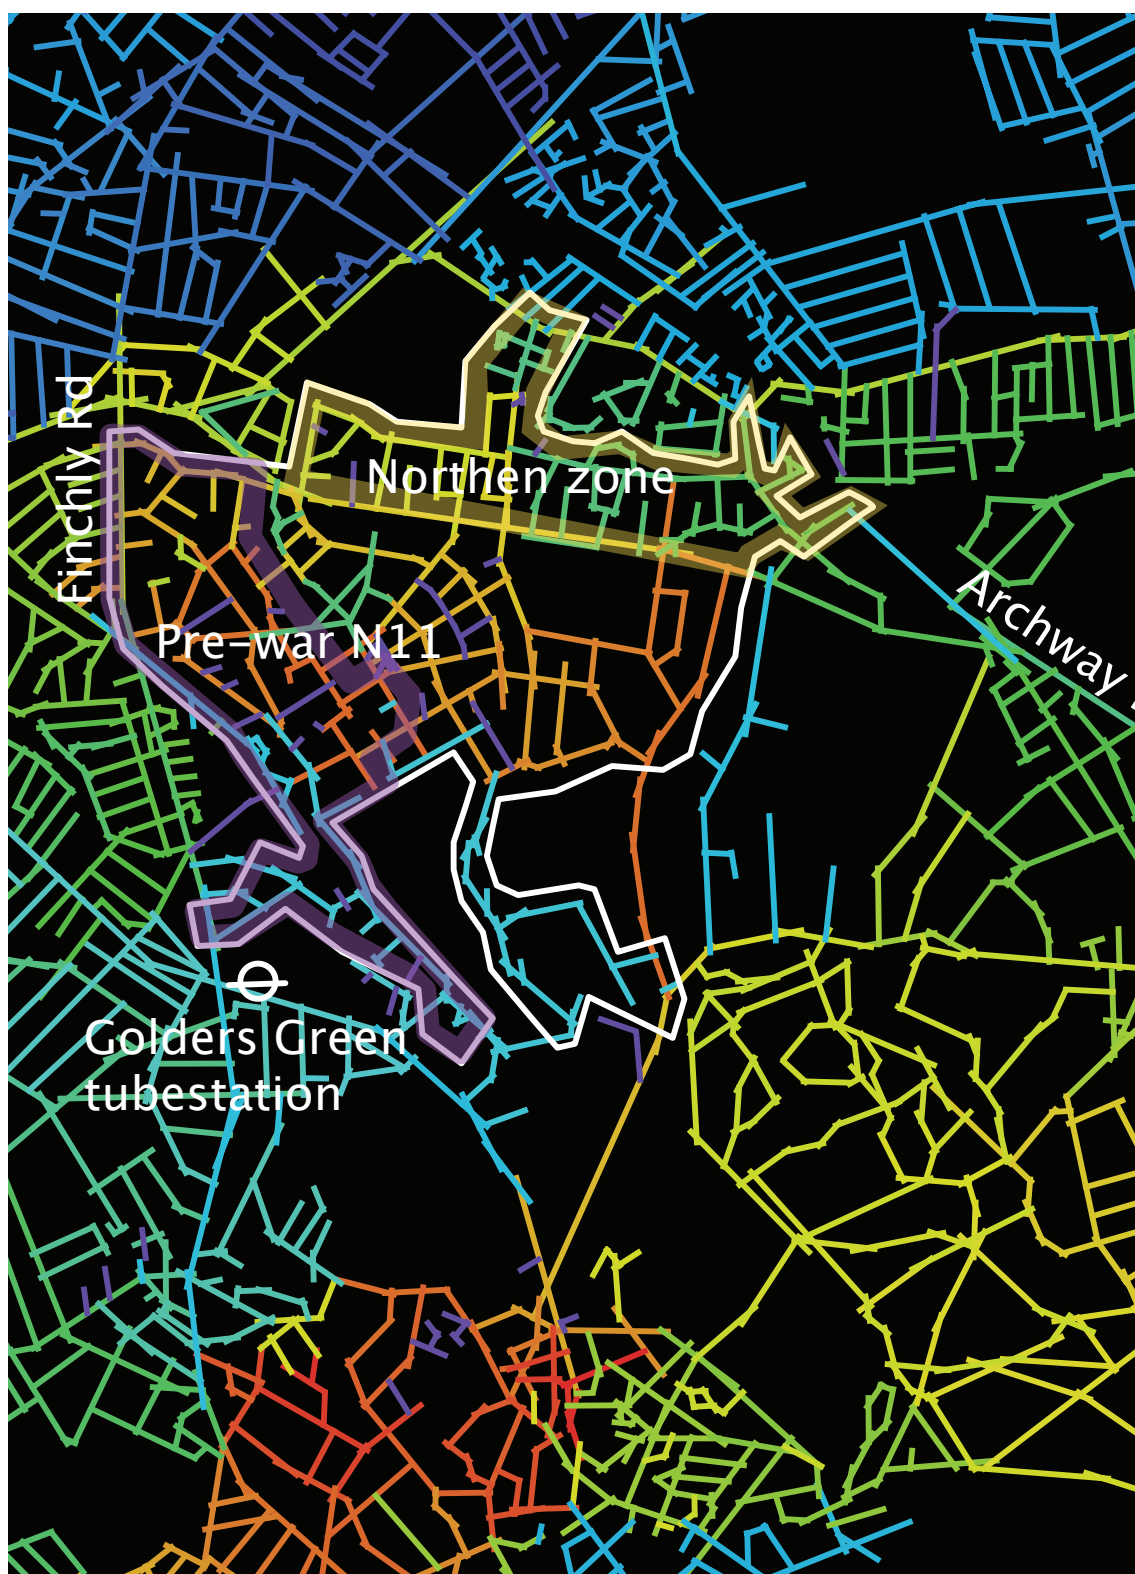 Finchly Rd
Northen zone
Archway
Pre-war N11
Golders Green
tubestation